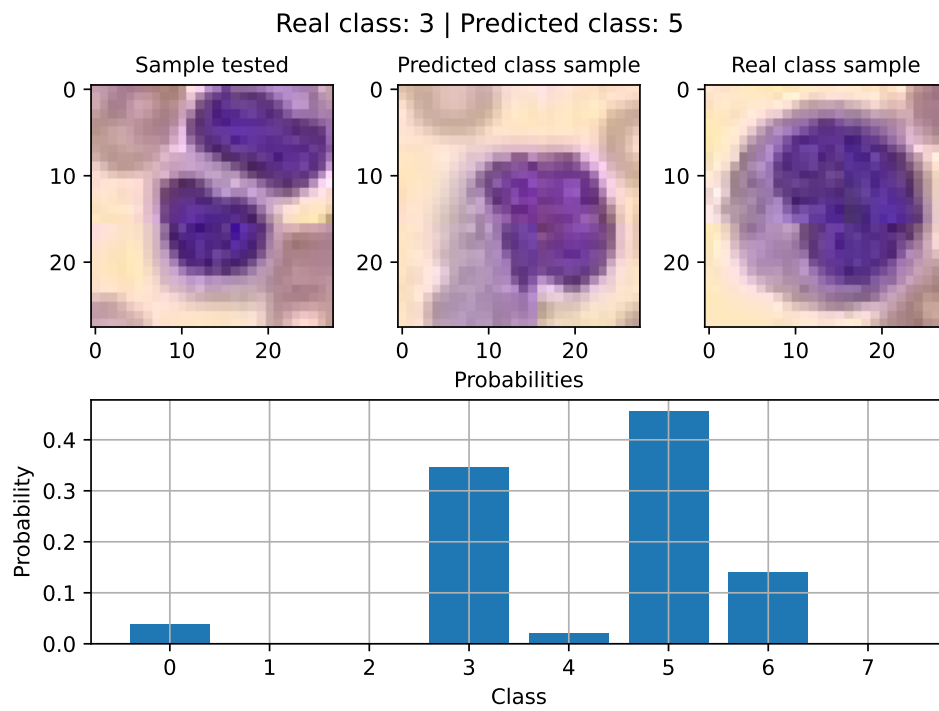 Real class: 3 | Predicted class: 5
Sample tested
Predicted class sample
Real class sample
0
10
20
0
10
20
0
10
20
0
10
20
0
10
20
0
10
20
Probabilities
Probability
0.4
0.3
0.2
0.1
0.0
0 1 2 3 4 5 6 7
Class